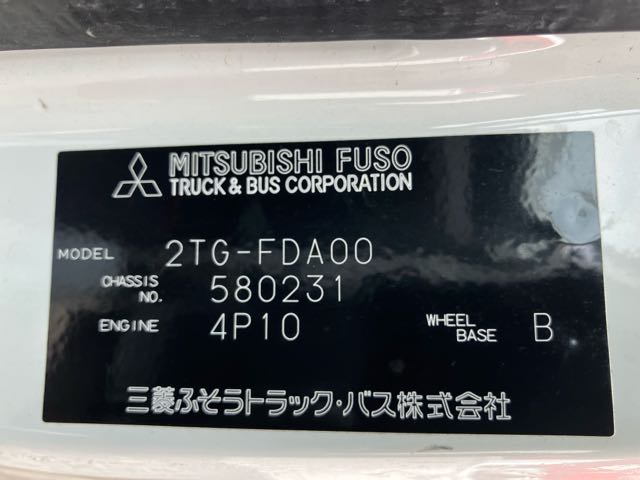 MITSUBISHI FUSO
TRUCK & BUS CORPORATION
MODEL 2TG-FDA00
CHASSIS NO. 580231
ENGINE 4P10 WHEEL BASE B
三菱ふそうトラック・バス株式会社